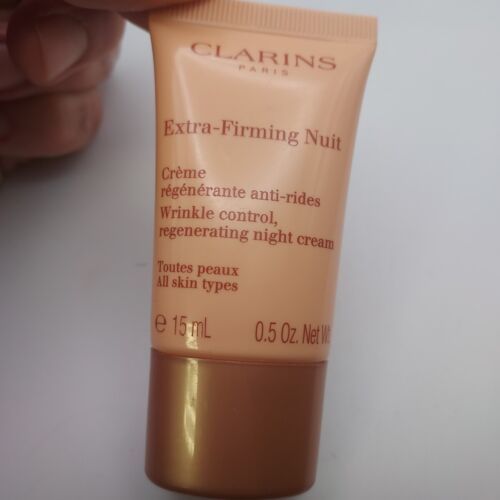 CLARINS
PARIS
Extra-Firming Nuit
Crème
régénérante anti-rides
Wrinkle control,
regenerating night cream
Toutes peaux
All skin types
℮ 15 mL 0.5 Oz. Net